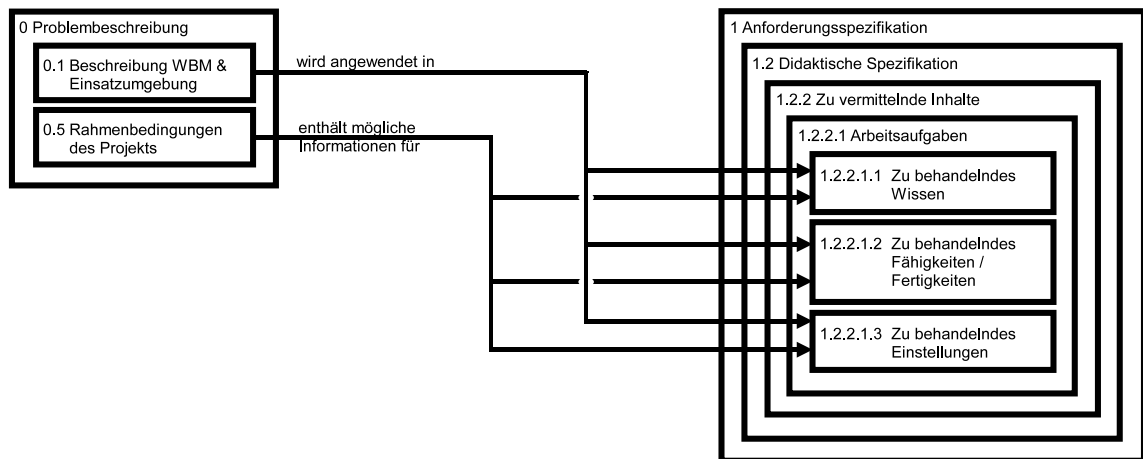 0 Problembeschreibung
0.1 Beschreibung WBM &
Einsatzumgebung
0.5 Rahmenbedingungen
des Projekts
wird angewendet in
enthält mögliche
Informationen für
1 Anforderungsspezifikation
1.2 Didaktische Spezifikation
1.2.2 Zu vermittelnde Inhalte
1.2.2.1 Arbeitsaufgaben
1.2.2.1.1 Zu behandelndes
Wissen
1.2.2.1.2 Zu behandelndes
Fähigkeiten /
Fertigkeiten
1.2.2.1.3 Zu behandelndes
Einstellungen